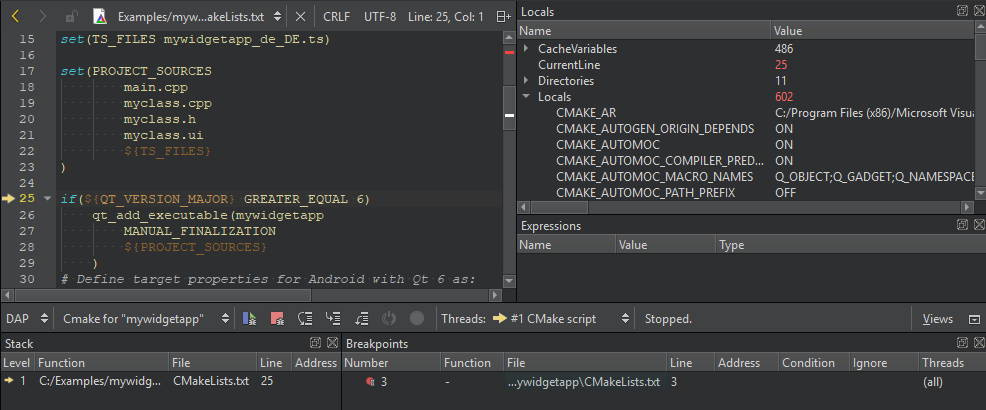 Examples/myw...akeLists.txt CRLF UTF-8 Line: 25, Col: 1
15 set(TS_FILES mywidgetapp_de_DE.ts)
16
17 set(PROJECT_SOURCES
18 main.cpp
19 myclass.cpp
20 myclass.h
21 myclass.ui
22 ${TS_FILES}
23 )
24
25 if(${QT_VERSION_MAJOR} GREATER_EQUAL 6)
26 qt_add_executable(mywidgetapp
27 MANUAL_FINALIZATION
28 ${PROJECT_SOURCES}
29 )
30 # Define target properties for Android with Qt 6 as:
Locals
Name Value
CacheVariables 486
CurrentLine 25
Directories 11
Locals 602
CMAKE_AR C:/Program Files (x86)/Microsoft Visua
CMAKE_AUTOGEN_ORIGIN_DEPENDS ON
CMAKE_AUTOMOC ON
CMAKE_AUTOMOC_COMPILER_PRED... ON
CMAKE_AUTOMOC_MACRO_NAMES Q_OBJECT;Q_GADGET;Q_NAMESPACE
CMAKE_AUTOMOC_PATH_PREFIX OFF
Expressions
Name Value Type
DAP Cmake for "mywidgetapp" Threads: #1 CMake script Stopped. Views
Stack
Level Function File Line Address
1 C:/Examples/mywidg... CMakeLists.txt 25
Breakpoints
Number Function File Line Address Condition Ignore Threads
3 - ...ywidgetapp\CMakeLists.txt 3 (all)